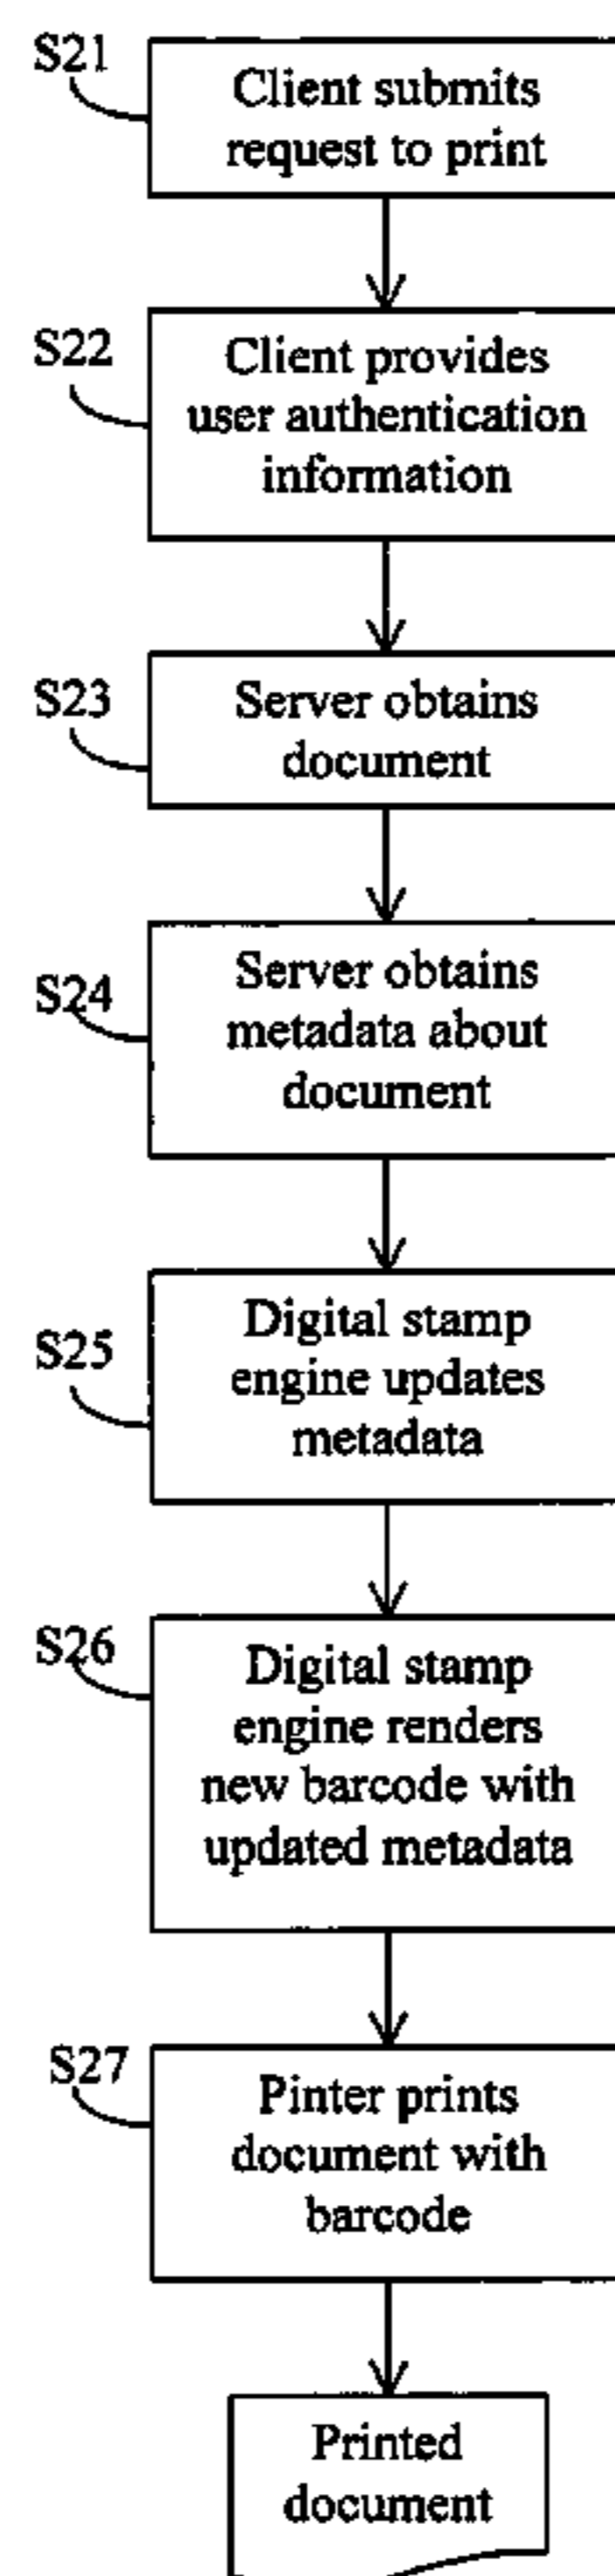 S21
Client submits
request to print
S22
Client provides
user authentication
information
S23
Server obtains
document
S24
Server obtains
metadata about
document
S25
Digital stamp
engine updates
metadata
S26
Digital stamp
engine renders
new barcode with
updated metadata
S27
Pinter prints
document with
barcode
Printed
document